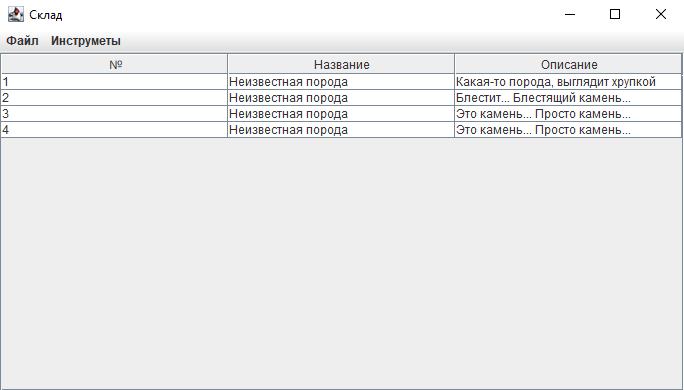 Склад
Файл Инструметы
№ Название Описание
1 Неизвестная порода Какая-то порода, выглядит хрупкой
2 Неизвестная порода Блестит... Блестящий камень...
3 Неизвестная порода Это камень... Просто камень...
4 Неизвестная порода Это камень... Просто камень...